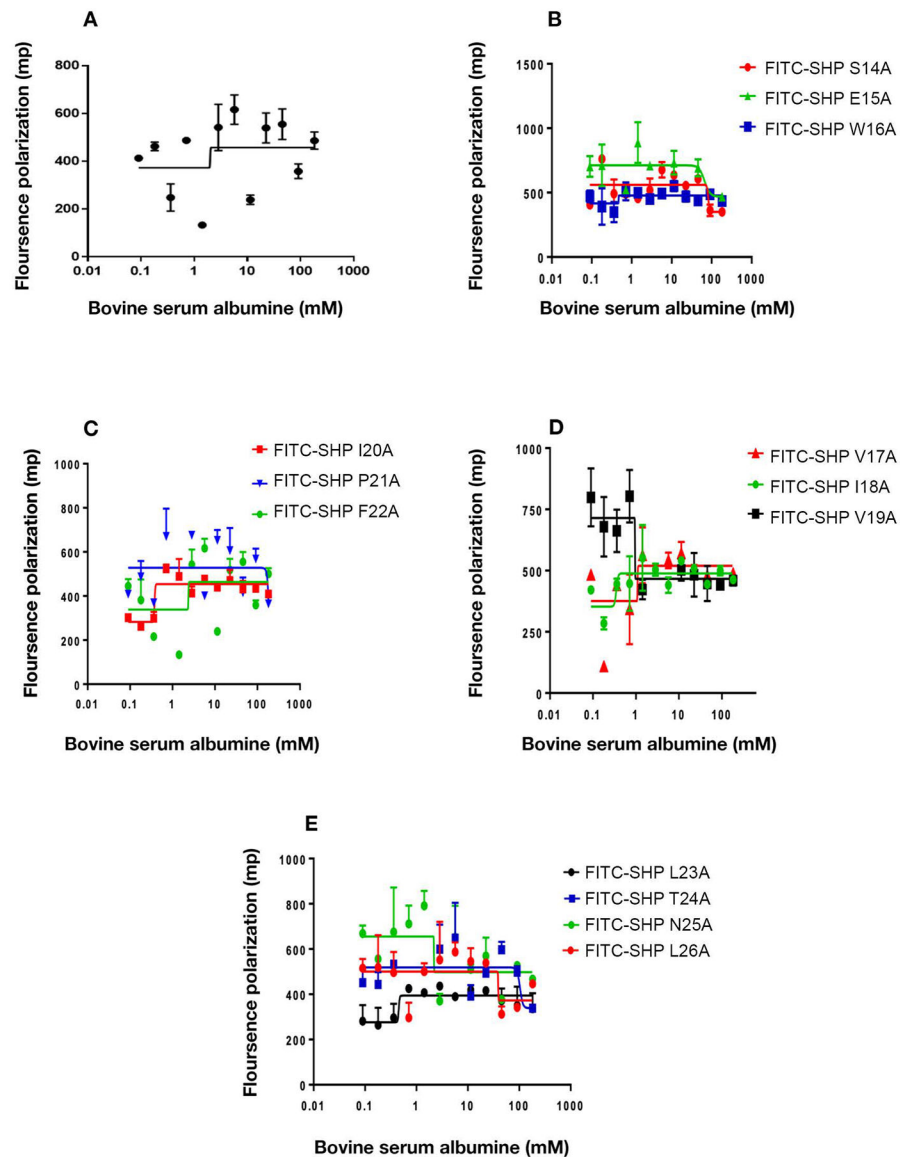 A
Floursence polarization (mp)
800
600
400
200
0
0.01 0.1 1 10 100 1000
Bovine serum albumine (mM)
B
Floursence polarization (mp)
1500
1000
500
0
0.01 0.1 1 10 100 1000
Bovine serum albumine (mM)
FITC-SHP S14A
FITC-SHP E15A
FITC-SHP W16A
C
Floursence polarization (mp)
1000
800
600
400
200
0
0.01 0.1 1 10 100 1000
Bovine serum albumine (mM)
FITC-SHP I20A
FITC-SHP P21A
FITC-SHP F22A
D
Floursence polarization (mp)
1000
750
500
250
0
0.01 0.1 1 10 100
Bovine serum albumine (mM)
FITC-SHP V17A
FITC-SHP I18A
FITC-SHP V19A
E
Floursence polarization (mp)
1000
800
600
400
200
0
0.01 0.1 1 10 100 1000
Bovine serum albumine (mM)
FITC-SHP L23A
FITC-SHP T24A
FITC-SHP N25A
FITC-SHP L26A